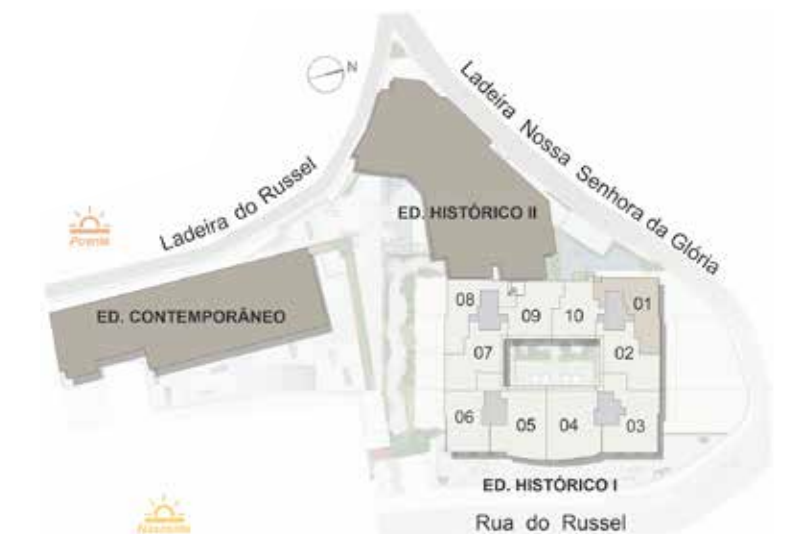 N
Ladeira Nossa Senhora da Glória
Ladeira do Russel
ED. HISTÓRICO II
Poente
ED. CONTEMPORÂNEO
08
09
10
01
07
02
06
05
04
03
ED. HISTÓRICO I
Nascente
Rua do Russel